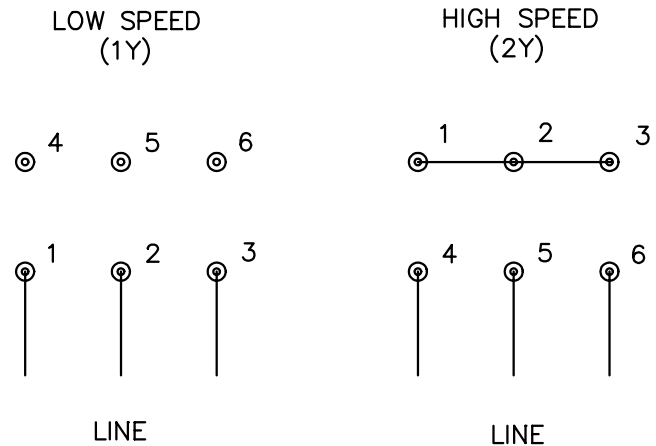 LOW SPEED
(1Y)
HIGH SPEED
(2Y)
4 5 6
1 2 3
1 2 3
4 5 6
LINE
LINE